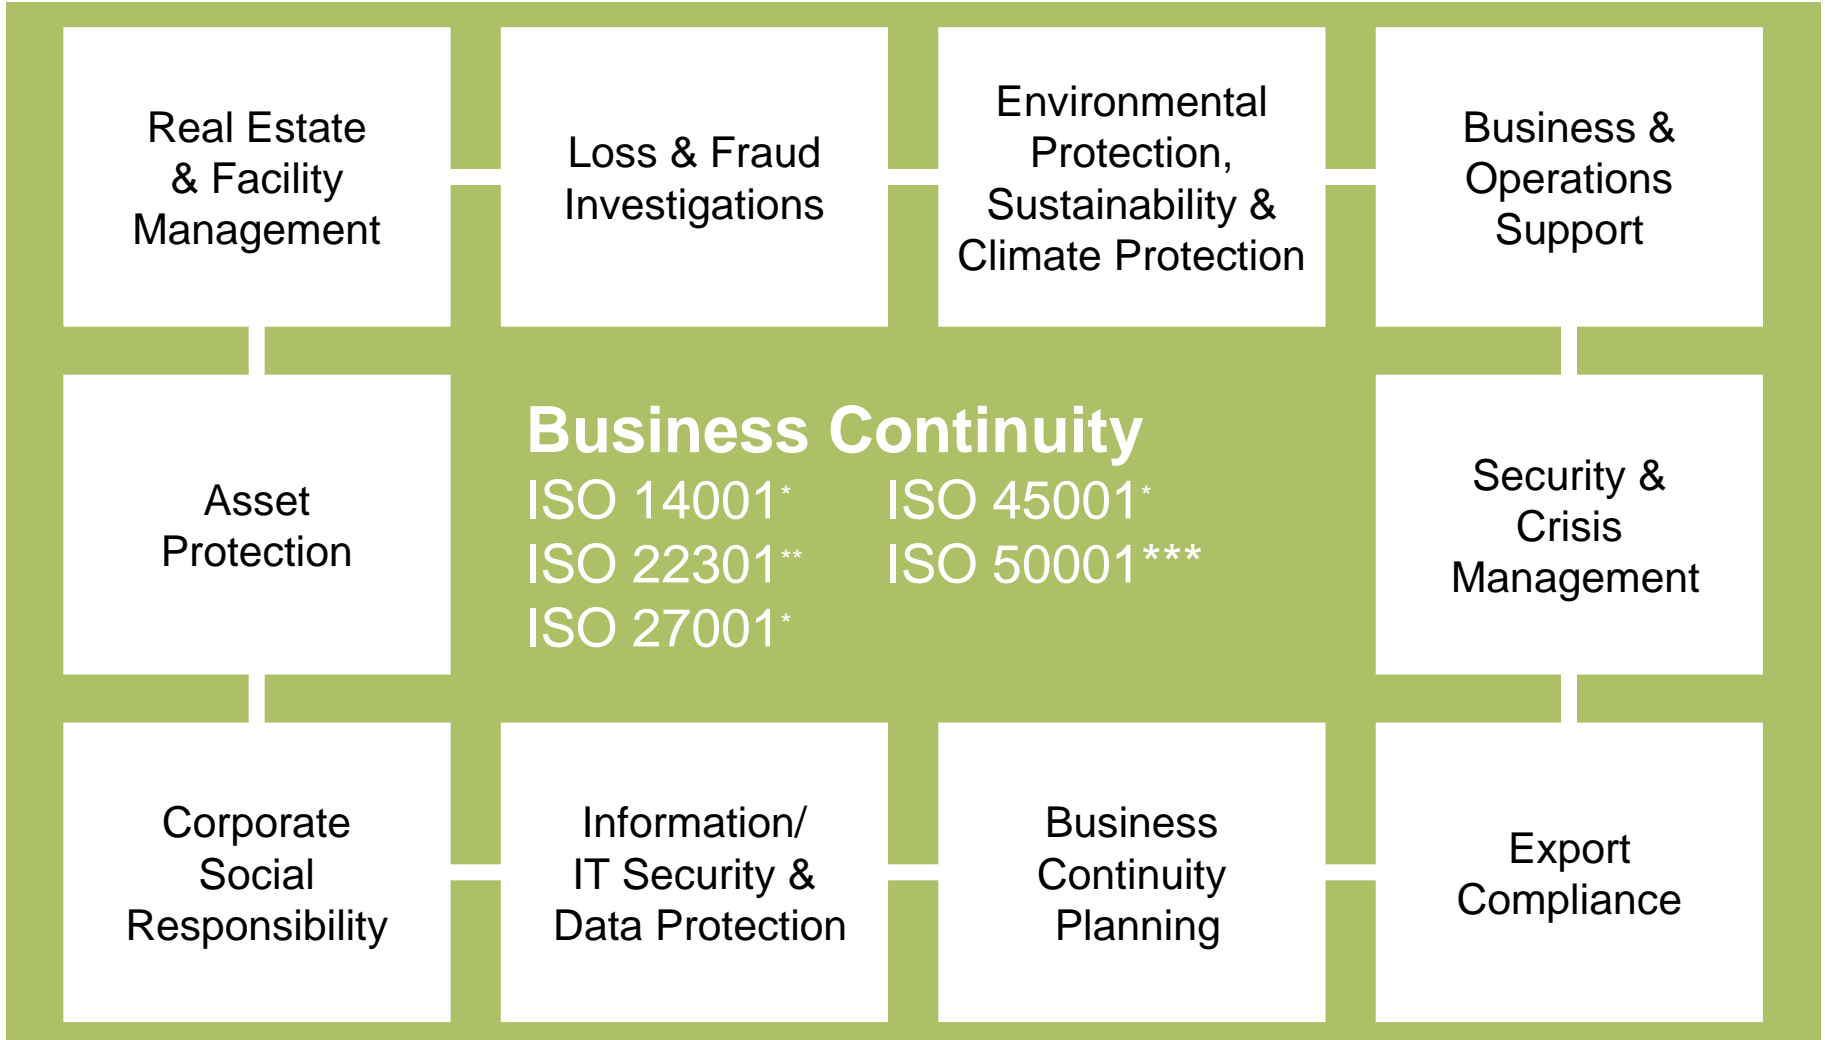 Real Estate
& Facility
Management
Loss & Fraud
Investigations
Environmental
Protection,
Sustainability &
Climate Protection
Business &
Operations
Support
Asset
Protection
Business Continuity
ISO 14001* ISO 45001*
ISO 22301** ISO 50001***
ISO 27001*
Security &
Crisis
Management
Corporate
Social
Responsibility
Information/
IT Security &
Data Protection
Business
Continuity
Planning
Export
Compliance